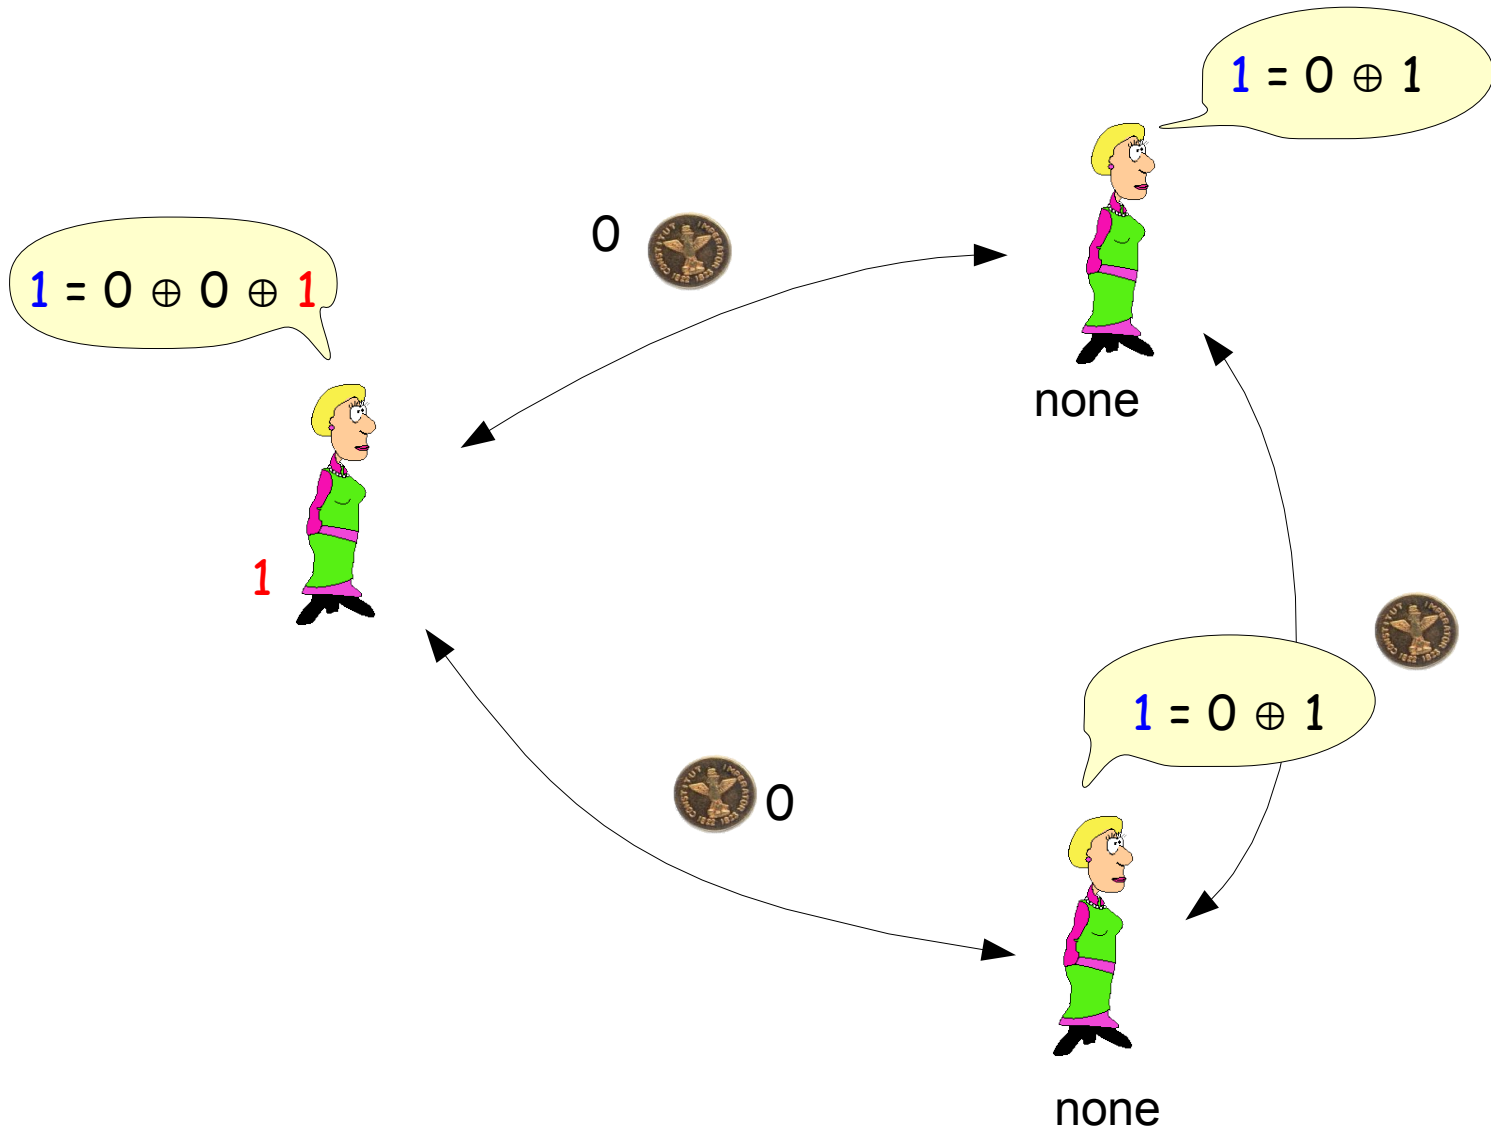 1 = 0 ⊕ 1
0
1 = 0 ⊕ 0 ⊕ 1
none
1
1 = 0 ⊕ 1
0
none